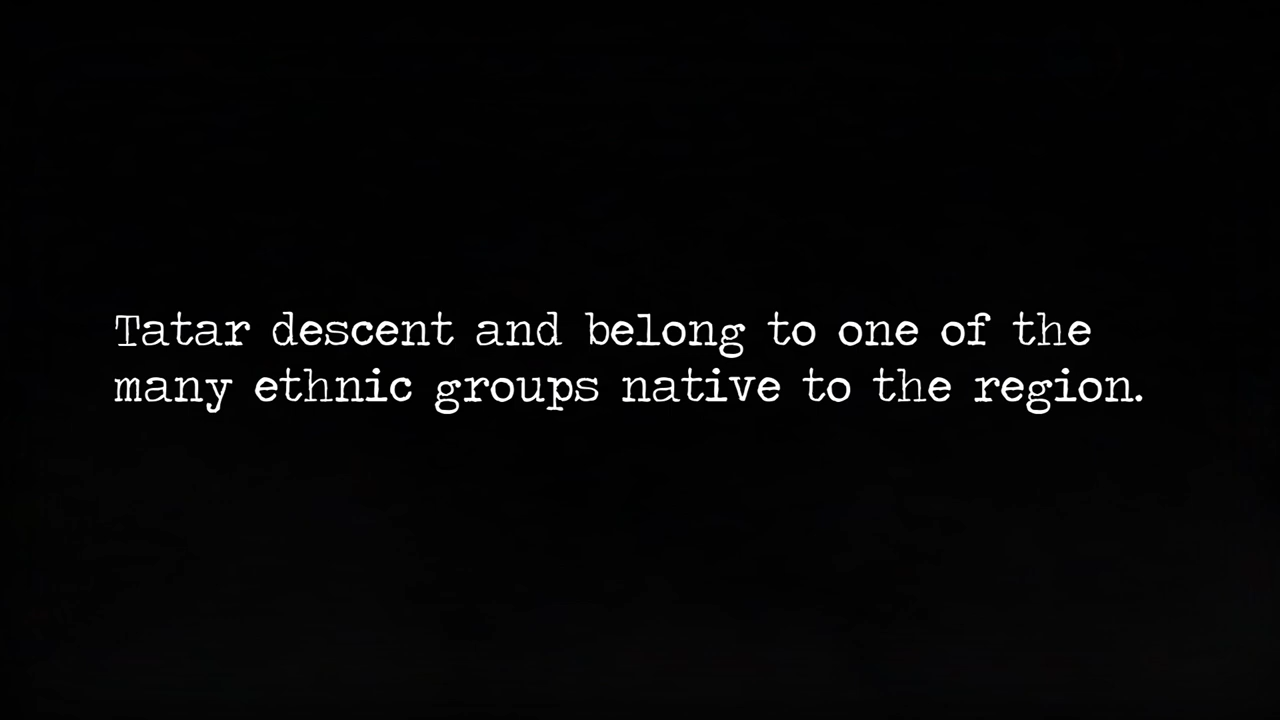 Tatar descent and belong to one of the
many ethnic groups native to the region.